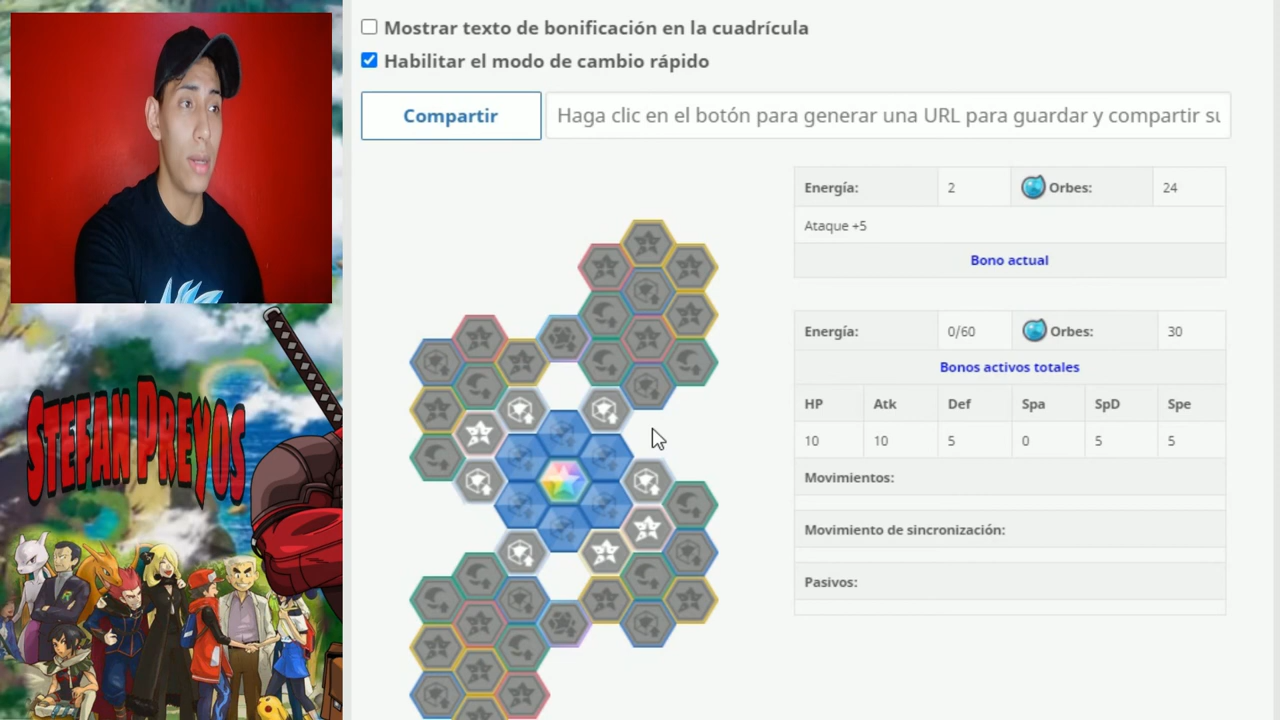 Mostrar texto de bonificación en la cuadrícula
Habilitar el modo de cambio rápido
Compartir
Haga clic en el botón para generar una URL para guardar y compartir su
Energía: 2 Orbes: 24
Ataque +5
Bono actual
Energía: 0/60 Orbes: 30
Bonos activos totales
HP Atk Def Spa SpD Spe
10 10 5 0 5 5
Movimientos:
Movimiento de sincronización:
Pasivos:
STEFAN PREYOS